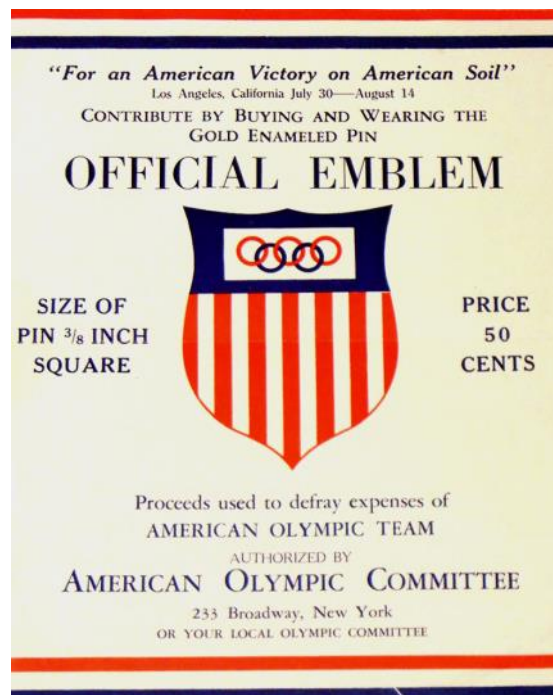 "For an American Victory on American Soil"
Los Angeles, California July 30—August 14
CONTRIBUTE BY BUYING AND WEARING THE
GOLD ENAMELED PIN
OFFICIAL EMBLEM
SIZE OF
PIN 3/8 INCH
SQUARE
PRICE
50
CENTS
Proceeds used to defray expenses of
AMERICAN OLYMPIC TEAM
AUTHORIZED BY
AMERICAN OLYMPIC COMMITTEE
233 Broadway, New York
OR YOUR LOCAL OLYMPIC COMMITTEE